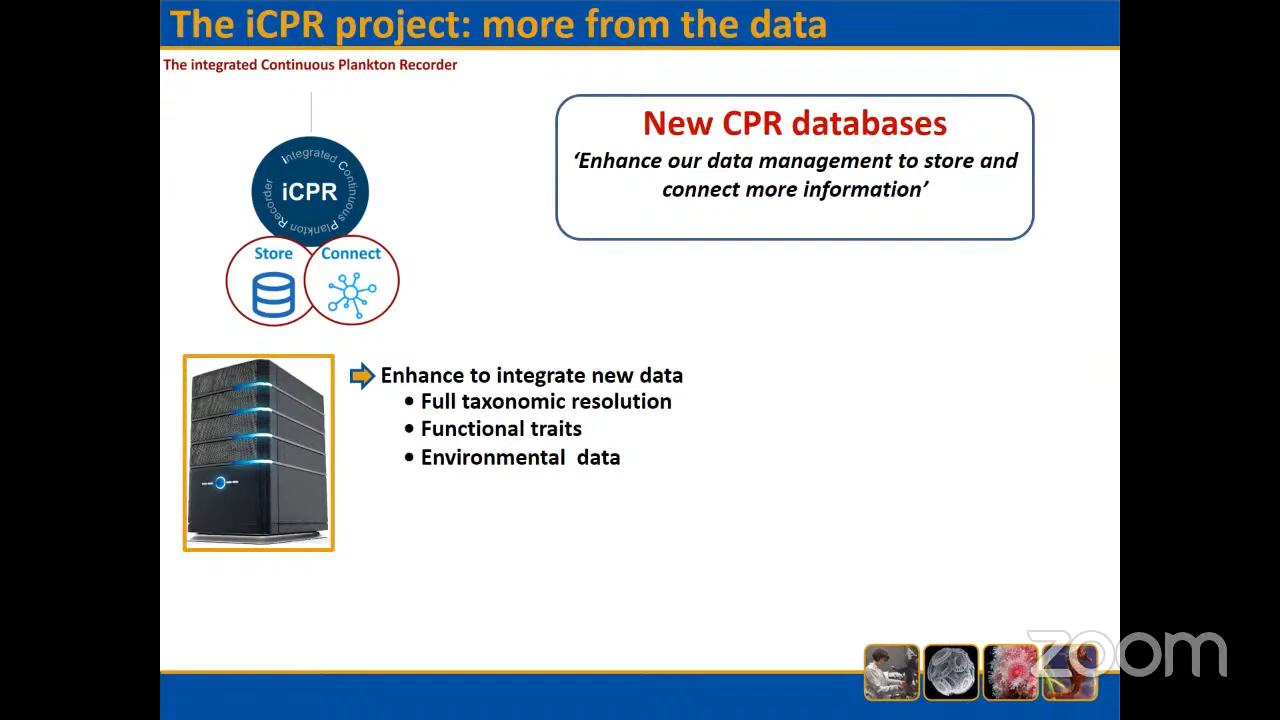 The iCPR project: more from the data
The integrated Continuous Plankton Recorder
integrated Continuous Plankton Recorder
iCPR
Store
Connect
New CPR databases
‘Enhance our data management to store and
connect more information’
Enhance to integrate new data
• Full taxonomic resolution
• Functional traits
• Environmental data
zoom